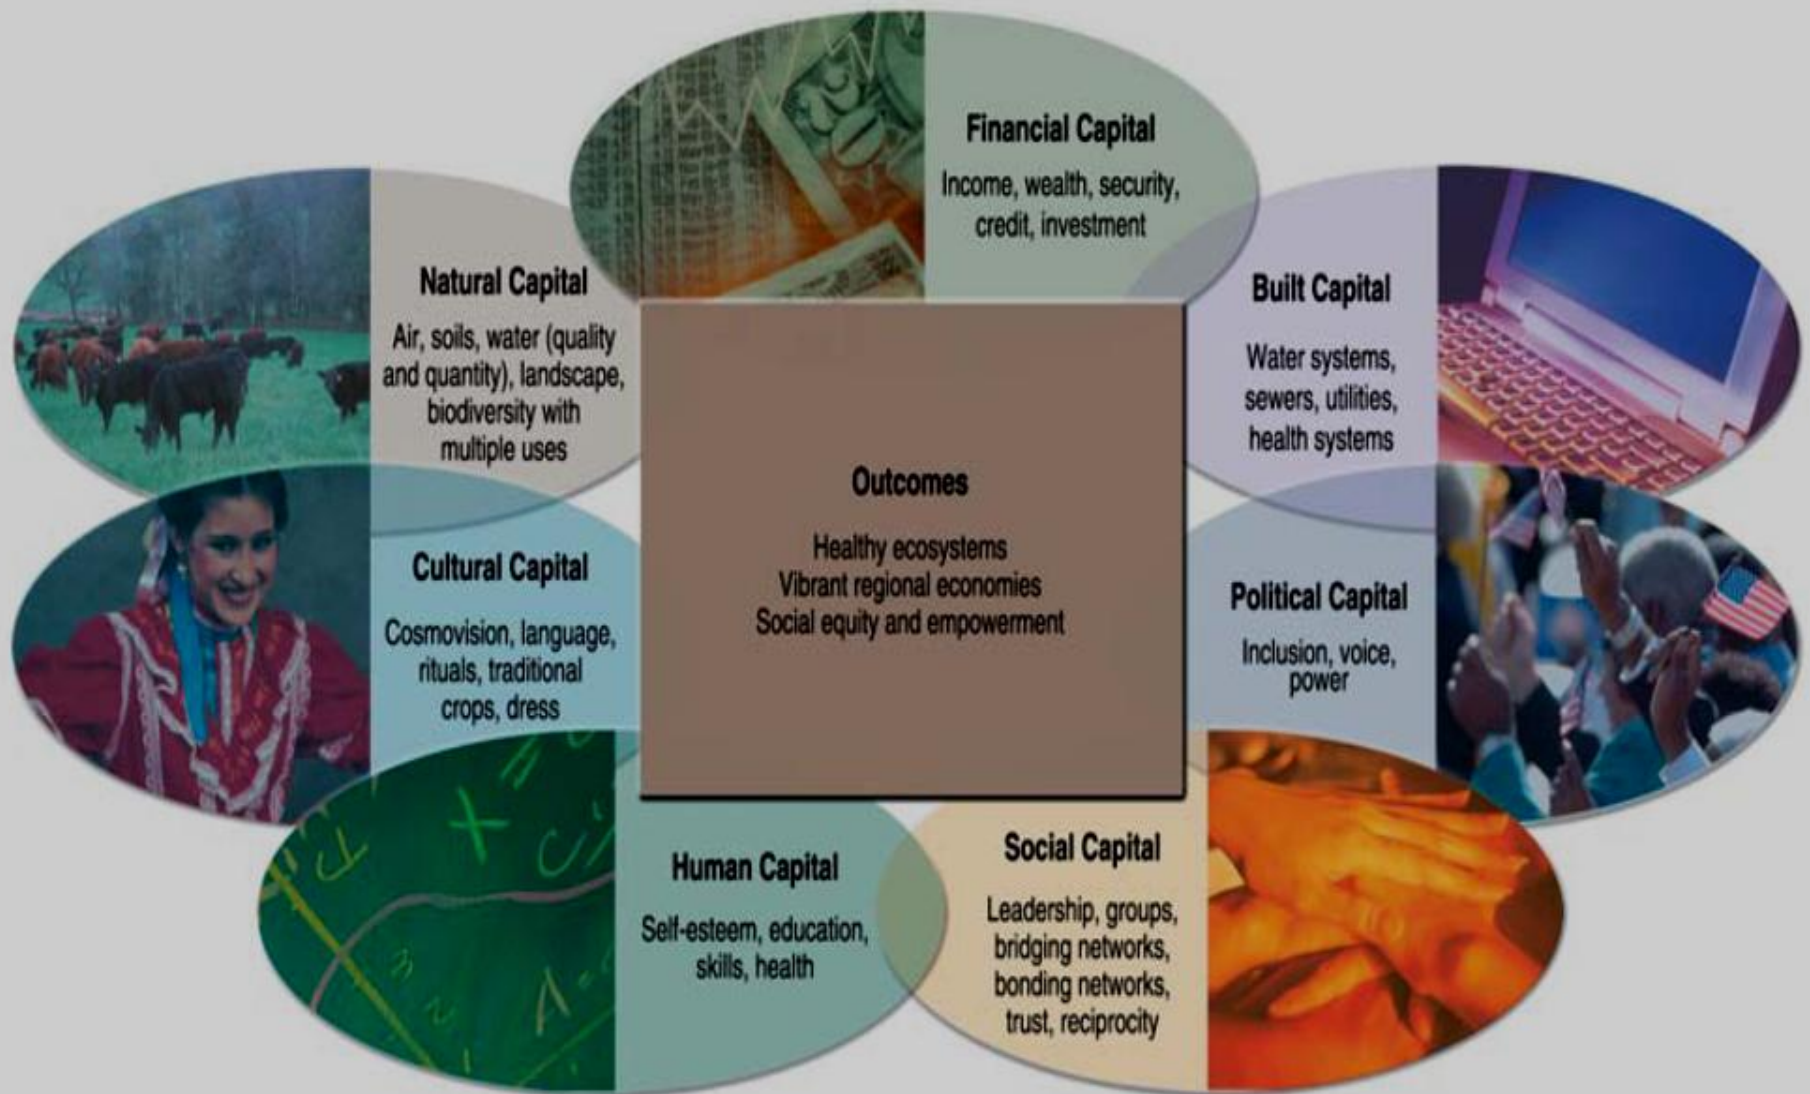 Financial Capital
Income, wealth, security,
credit, investment
Natural Capital
Air, soils, water (quality
and quantity), landscape,
biodiversity with
multiple uses
Built Capital
Water systems,
sewers, utilities,
health systems
Outcomes
Healthy ecosystems
Vibrant regional economies
Social equity and empowerment
Cultural Capital
Cosmovision, language,
rituals, traditional
crops, dress
Political Capital
Inclusion, voice,
power
Human Capital
Self-esteem, education,
skills, health
Social Capital
Leadership, groups,
bridging networks,
bonding networks,
trust, reciprocity